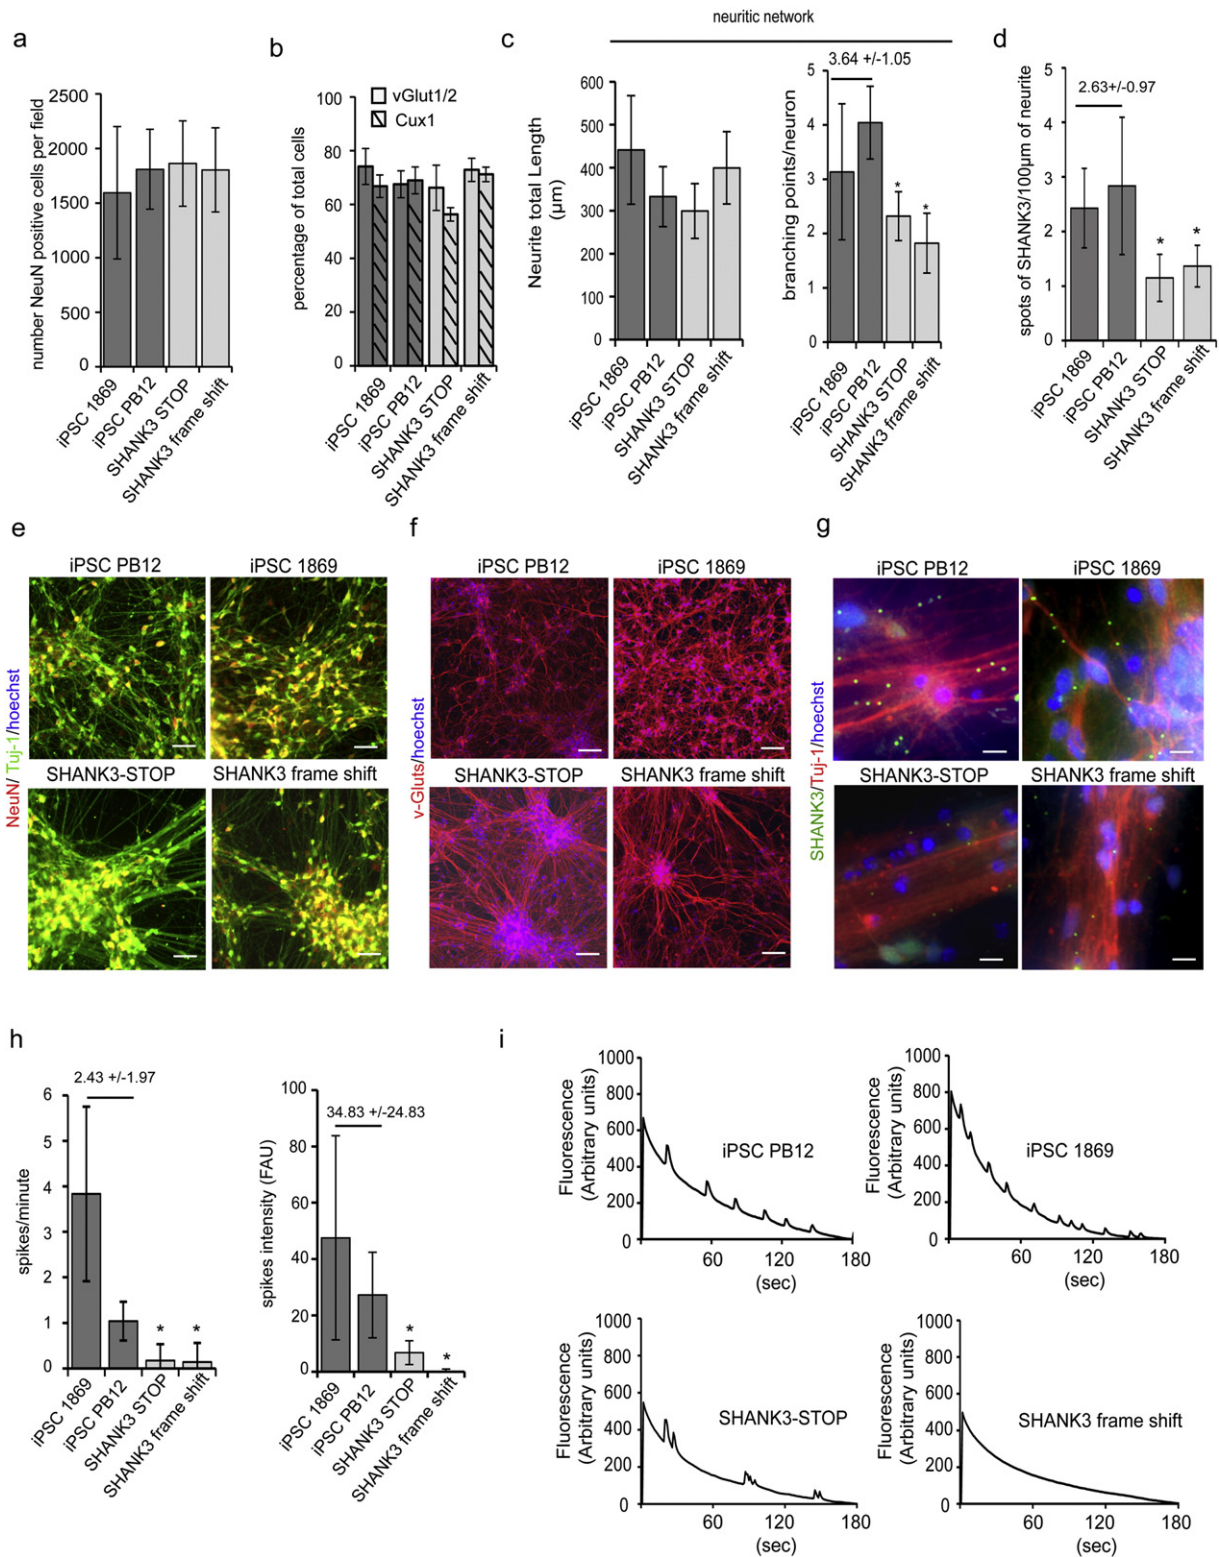 neuritic network
a
number NeuN positive cells per field
2500
2000
1500
1000
500
0
iPSC 1869
iPSC PB12
SHANK3 STOP
SHANK3 frame shift
b
percentage of total cells
100
80
60
40
20
0
vGlut1/2
Cux1
iPSC 1869
iPSC PB12
SHANK3 STOP
SHANK3 frame shift
c
Neurite total Length
(µm)
600
500
400
300
200
100
0
iPSC 1869
iPSC PB12
SHANK3 STOP
SHANK3 frame shift
3.64 +/-1.05
branching points/neuron
5
4
3
2
1
0
* *
iPSC 1869
iPSC PB12
SHANK3 STOP
SHANK3 frame shift
d
2.63+/-0.97
spots of SHANK3/100µm of neurite
5
4
3
2
1
0
* *
iPSC 1869
iPSC PB12
SHANK3 STOP
SHANK3 frame shift
e
NeuN/ Tuj-1/hoechst
iPSC PB12
iPSC 1869
SHANK3-STOP
SHANK3 frame shift
f
v-Gluts/hoechst
iPSC PB12
iPSC 1869
SHANK3-STOP
SHANK3 frame shift
g
SHANK3/Tuj-1/hoechst
iPSC PB12
iPSC 1869
SHANK3-STOP
SHANK3 frame shift
h
2.43 +/-1.97
spikes/minute
6
5
4
3
2
1
0
* *
iPSC 1869
iPSC PB12
SHANK3 STOP
SHANK3 frame shift
34.83 +/-24.83
spikes intensity (FAU)
100
80
60
40
20
0
* *
iPSC 1869
iPSC PB12
SHANK3 STOP
SHANK3 frame shift
i
Fluorescence
(Arbitrary units)
1000
800
600
400
200
0
iPSC PB12
60 120 180
(sec)
Fluorescence
(Arbitrary units)
1000
800
600
400
200
0
iPSC 1869
60 120 180
(sec)
Fluorescence
(Arbitrary units)
1000
800
600
400
200
0
SHANK3-STOP
60 120 180
(sec)
Fluorescence
(Arbitrary units)
1000
800
600
400
200
0
SHANK3 frame shift
60 120 180
(sec)